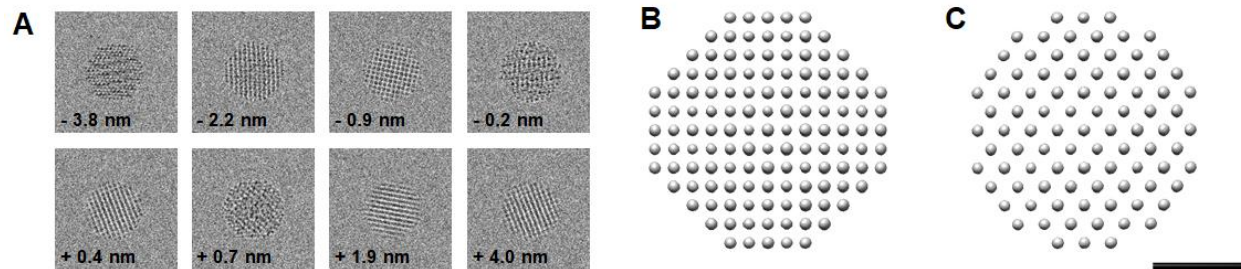 A
- 3.8 nm
- 2.2 nm
- 0.9 nm
- 0.2 nm
+ 0.4 nm
+ 0.7 nm
+ 1.9 nm
+ 4.0 nm
B
C